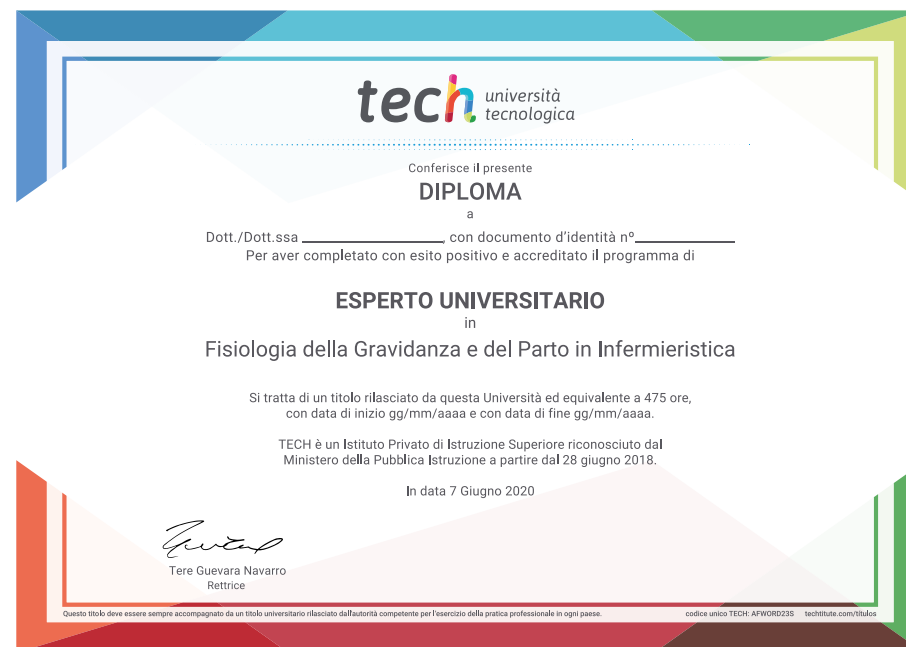 tech università
tecnologica
Conferisce il presente
DIPLOMA
a
Dott./Dott.ssa ____________________, con documento d'identità nº______________
Per aver completato con esito positivo e accreditato il programma di
ESPERTO UNIVERSITARIO
in
Fisiologia della Gravidanza e del Parto in Infermieristica
Si tratta di un titolo rilasciato da questa Università ed equivalente a 475 ore,
con data di inizio gg/mm/aaaa e con data di fine gg/mm/aaaa.
TECH è un Istituto Privato di Istruzione Superiore riconosciuto dal
Ministero della Pubblica Istruzione a partire dal 28 giugno 2018.
In data 7 Giugno 2020
Tere Guevara Navarro
Rettrice
Questo titolo deve essere sempre accompagnato da un titolo universitario rilasciato dall'autorità competente per l'esercizio della pratica professionale in ogni paese. codice unico TECH: AFWORD23S techtitute.com/titulos